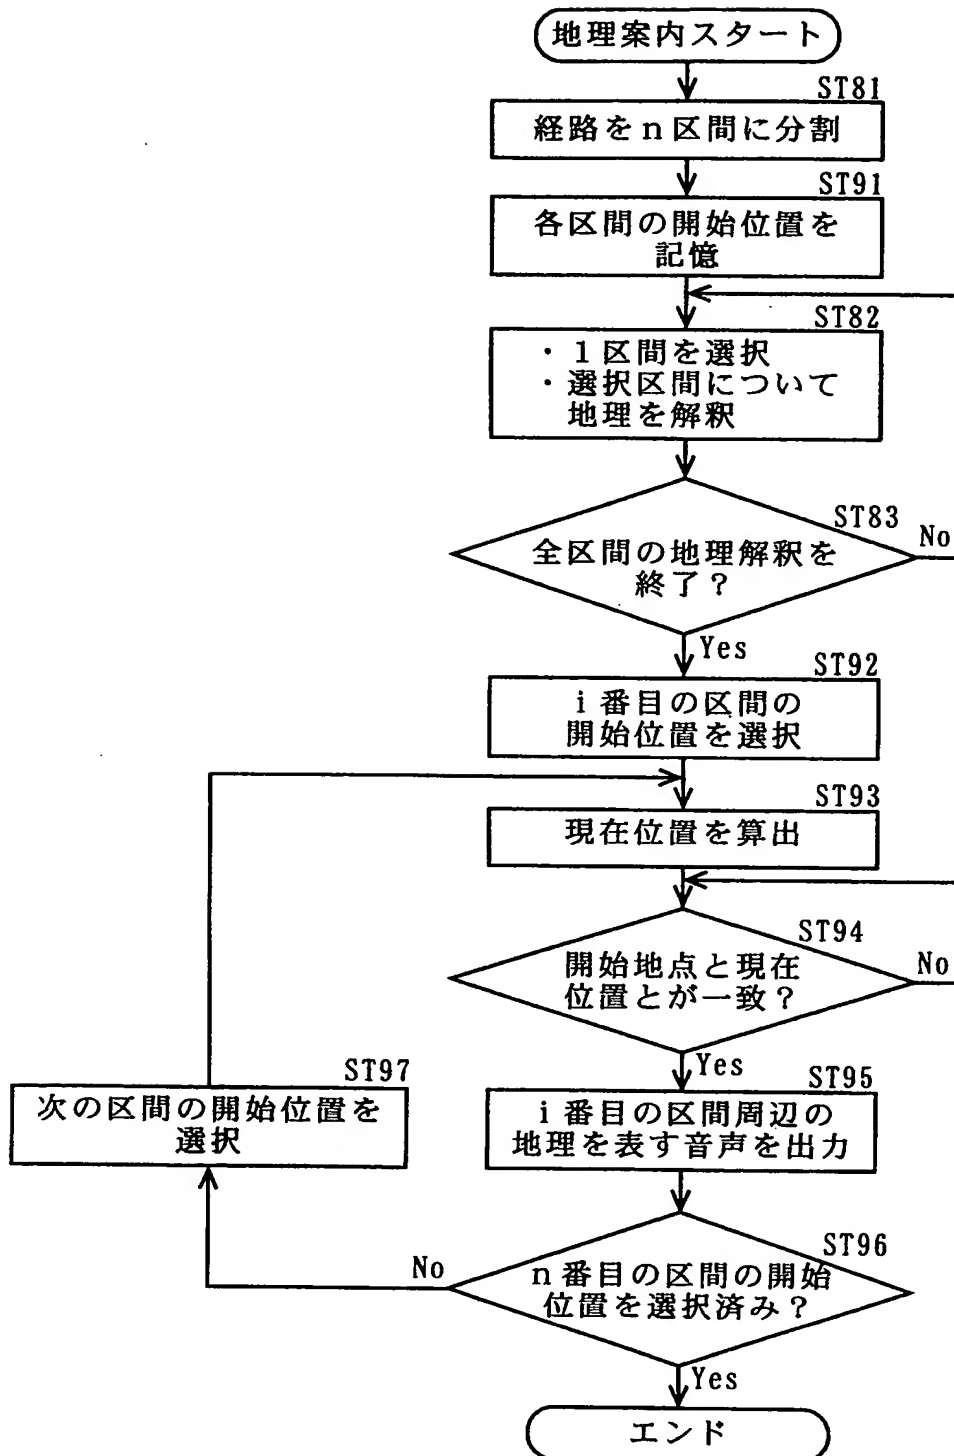 地理案内スタート
ST81
経路をn区間に分割
ST91
各区間の開始位置を
記憶
ST82
・1区間を選択
・選択区間について
地理を解釈
ST83
全区間の地理解釈を
終了?
No
Yes
ST92
i番目の区間の
開始位置を選択
ST93
現在位置を算出
ST94
開始地点と現在
位置とが一致?
No
Yes
ST95
i番目の区間周辺の
地理を表す音声を出力
ST97
次の区間の開始位置を
選択
ST96
n番目の区間の開始
位置を選択済み?
No
Yes
エンド